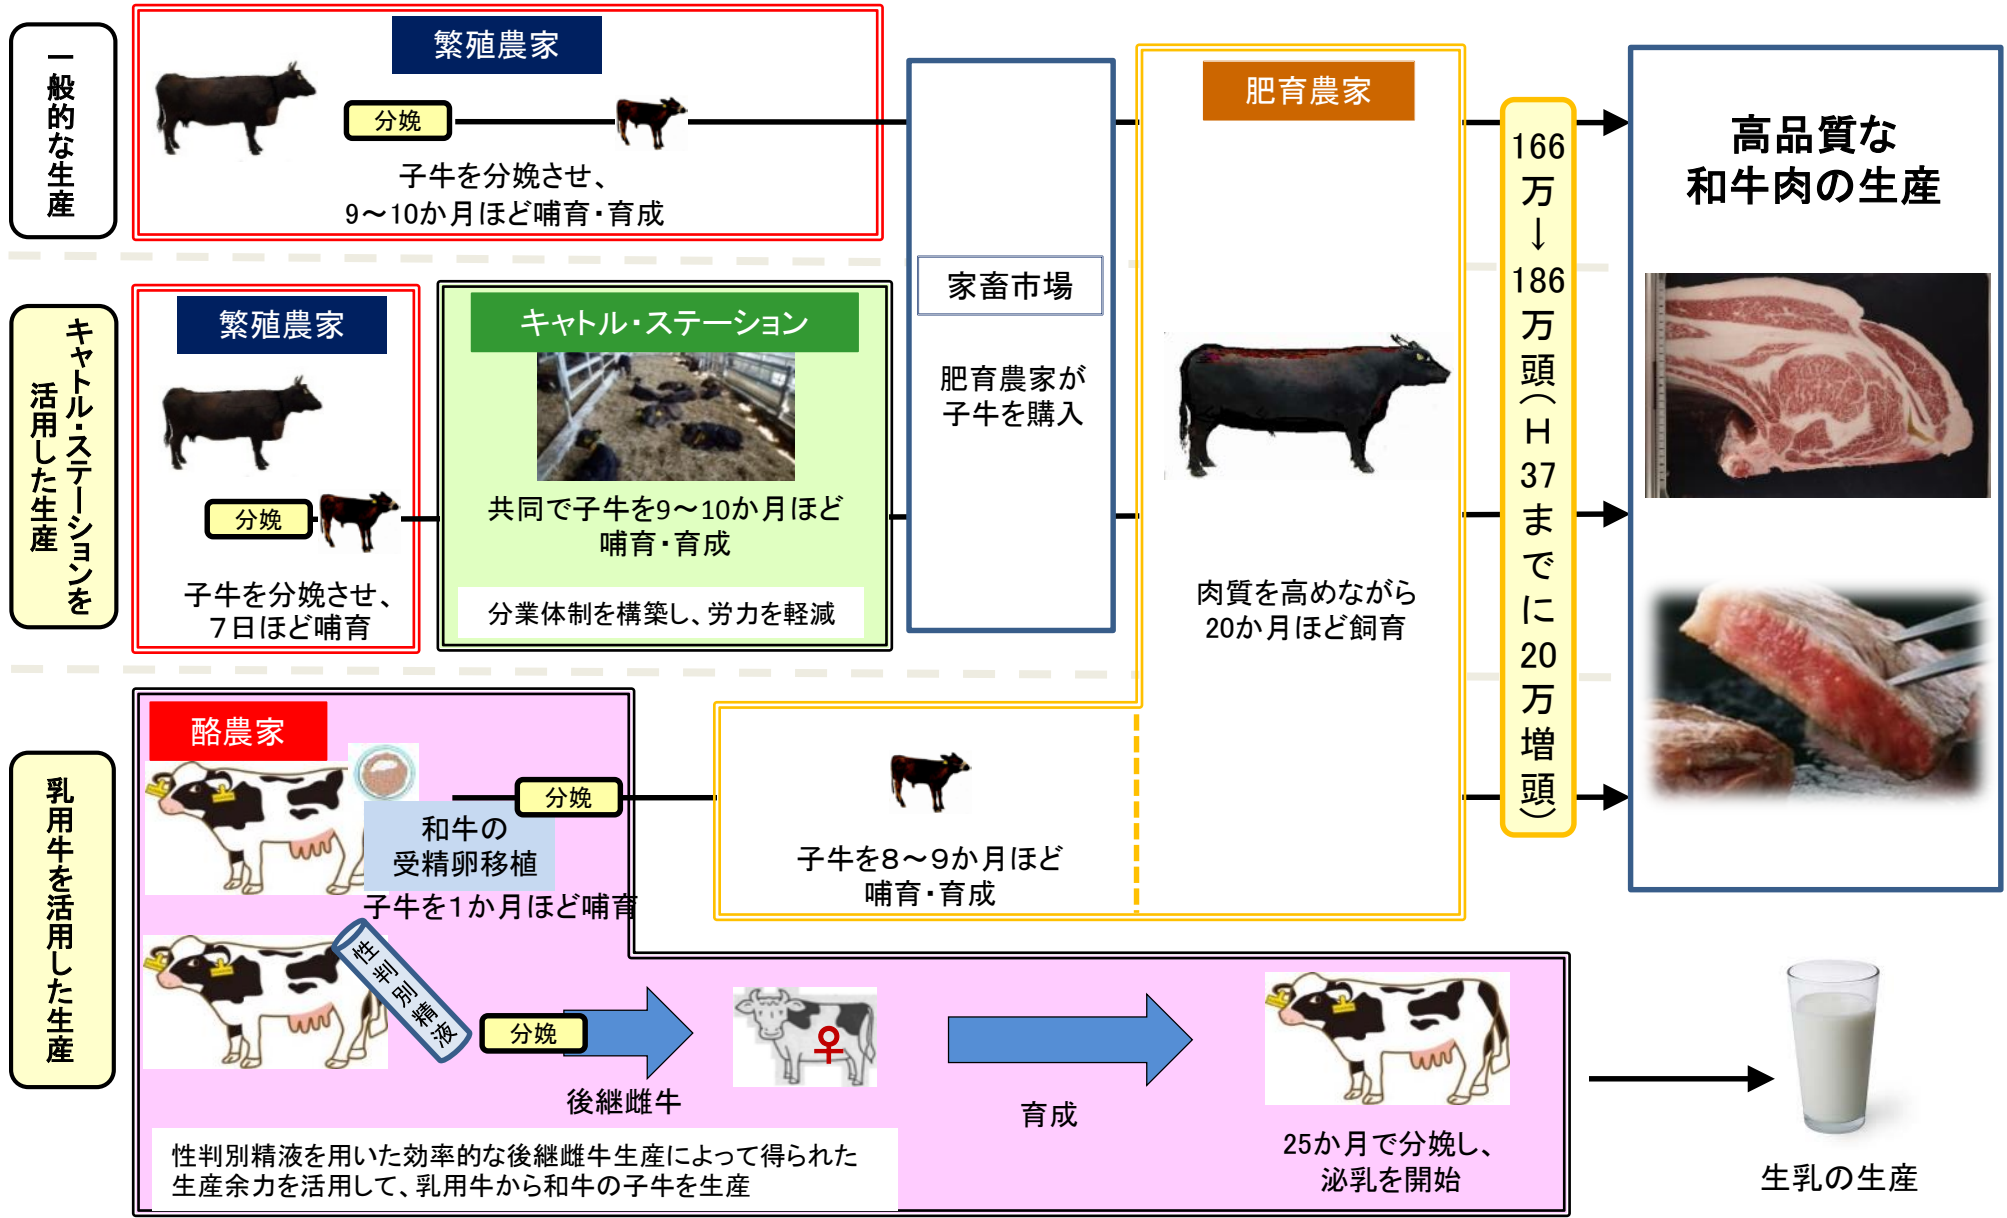 一般的な生産
繁殖農家
分娩
子牛を分娩させ、
9～10か月ほど哺育・育成
キャトル・ステーションを
活用した生産
繁殖農家
分娩
子牛を分娩させ、
７日ほど哺育
キャトル・ステーション
共同で子牛を9～10か月ほど
哺育・育成
分業体制を構築し、労力を軽減
家畜市場
肥育農家が
子牛を購入
肥育農家
肉質を高めながら
20か月ほど飼育
166万→186万頭（H37までに20万増頭）
高品質な
和牛肉の生産
乳用牛を活用した生産
酪農家
和牛の
受精卵移植
分娩
子牛を１か月ほど哺育
子牛を８～９か月ほど
哺育・育成
性判別精液
分娩
後継雌牛
♀
育成
25か月で分娩し、
泌乳を開始
性判別精液を用いた効率的な後継雌牛生産によって得られた
生産余力を活用して、乳用牛から和牛の子牛を生産
生乳の生産